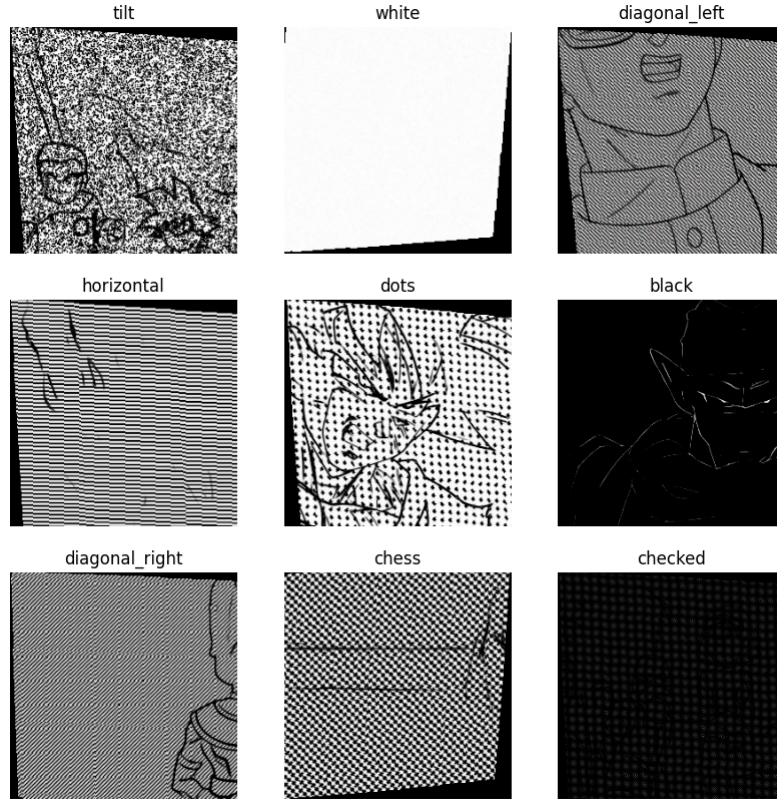 tilt white diagonal_left
horizontal dots black
diagonal_right chess checked